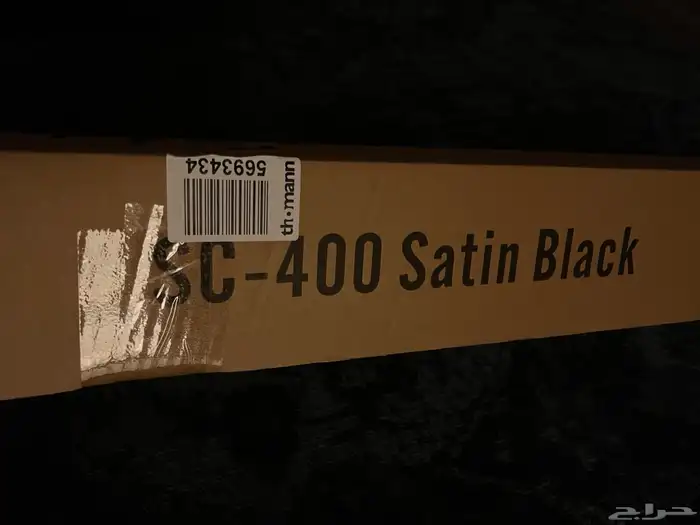 5693434
th•mann
SC-400 Satin Black
حراج